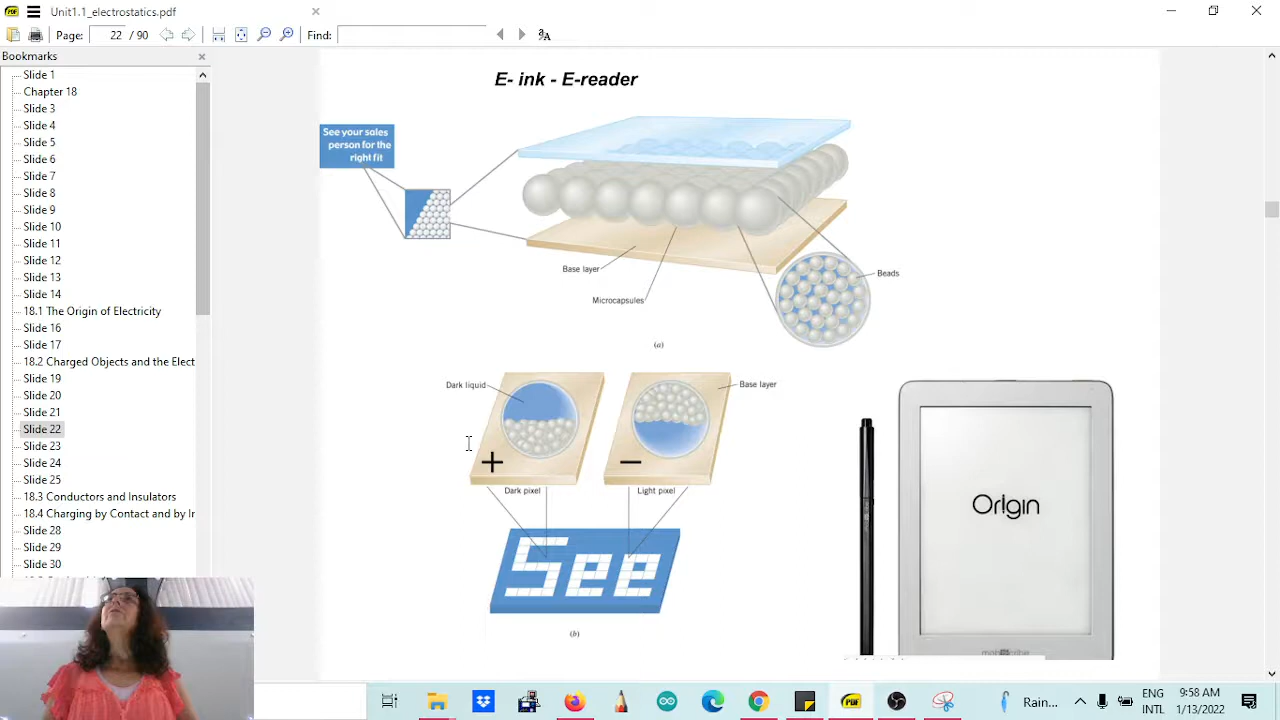 Unit1.1_electrostatics.pdf
Page: 22 / 90 Find:
Bookmarks
Slide 1
Chapter 18
Slide 3
Slide 4
Slide 5
Slide 6
Slide 7
Slide 8
Slide 9
Slide 10
Slide 11
Slide 12
Slide 13
Slide 14
18.1 The Origin of Electricity
Slide 16
Slide 17
18.2 Charged Objects and the Elect
Slide 19
Slide 20
Slide 21
Slide 22
Slide 23
Slide 24
Slide 25
18.3 Conductors and Insulators
18.4 Charging by Contact and by In
Slide 28
Slide 29
Slide 30
E- ink - E-reader
See your sales
person for the
right fit
Base layer
Microcapsules
Beads
(a)
Dark liquid
Base layer
+
−
Dark pixel
Light pixel
See
(b)
Origin
Rain...
ENG
INTL
9:58 AM
1/13/2022